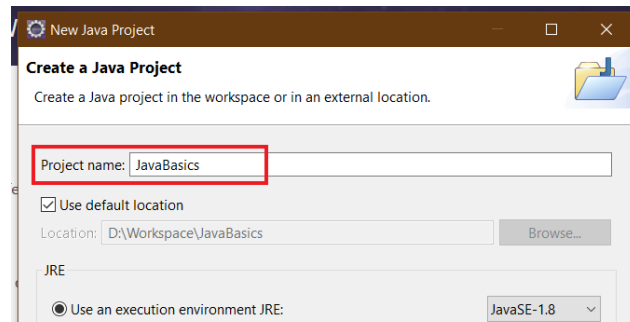 New Java Project
Create a Java Project
Create a Java project in the workspace or in an external location.
Project name: JavaBasics
Use default location
Location: D:\Workspace\JavaBasics Browse...
JRE
Use an execution environment JRE: JavaSE-1.8